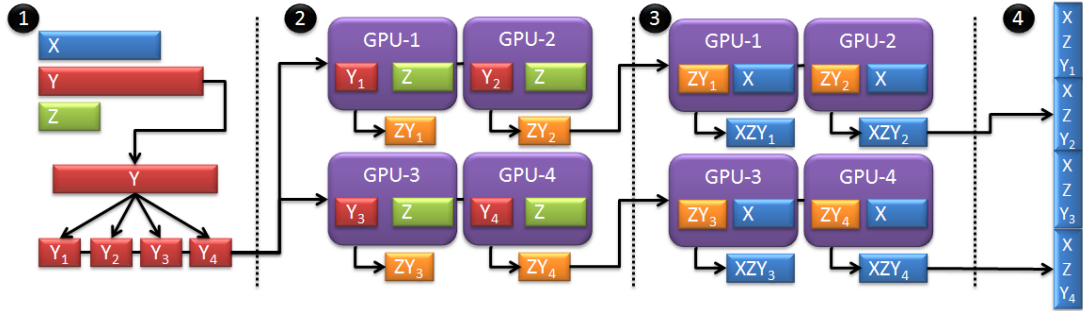 1
X
Y
Z
Y
Y1 Y2 Y3 Y4
2
GPU-1 GPU-2
Y1 Z Y2 Z
ZY1 ZY2
GPU-3 GPU-4
Y3 Z Y4 Z
ZY3 ZY4
3
GPU-1 GPU-2
ZY1 X ZY2 X
XZY1 XZY2
GPU-3 GPU-4
ZY3 X ZY4 X
XZY3 XZY4
4
X
Z
Y1
X
Z
Y2
X
Z
Y3
X
Z
Y4